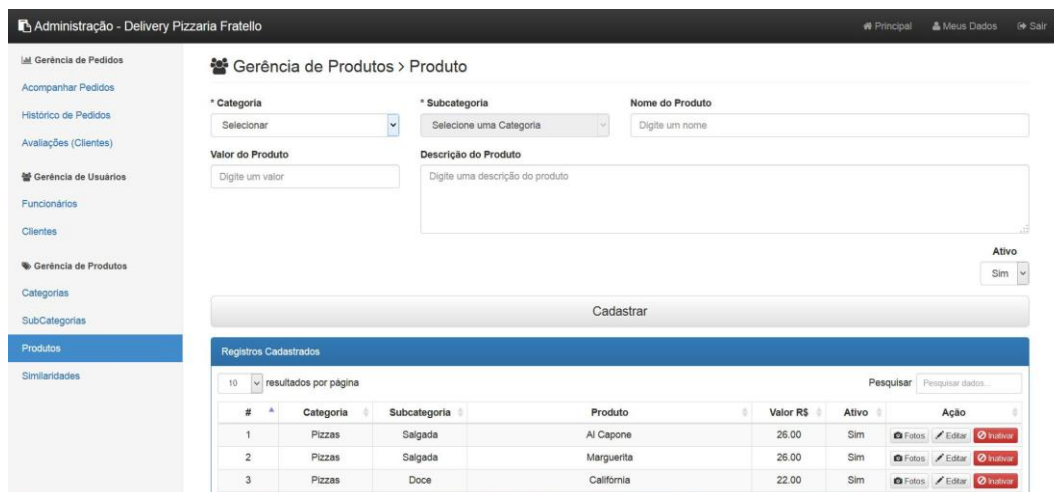 Administração - Delivery Pizzaria Fratello
Principal Meus Dados Sair
Gerência de Pedidos
Acompanhar Pedidos
Histórico de Pedidos
Avaliações (Clientes)
Gerência de Usuários
Funcionários
Clientes
Gerência de Produtos
Categorias
SubCategorias
Produtos
Similaridades
Gerência de Produtos > Produto
* Categoria * Subcategoria Nome do Produto
Selecionar Selecione uma Categoria Digite um nome
Valor do Produto Descrição do Produto
Digite um valor Digite uma descrição do produto
Ativo
Sim
Cadastrar
Registros Cadastrados
10 resultados por página Pesquisar Pesquisar dados...
# Categoria Subcategoria Produto Valor R$ Ativo Ação
1 Pizzas Salgada Al Capone 26.00 Sim Fotos Editar Inativar
2 Pizzas Salgada Marguerita 26.00 Sim Fotos Editar Inativar
3 Pizzas Doce Califórnia 22.00 Sim Fotos Editar Inativar